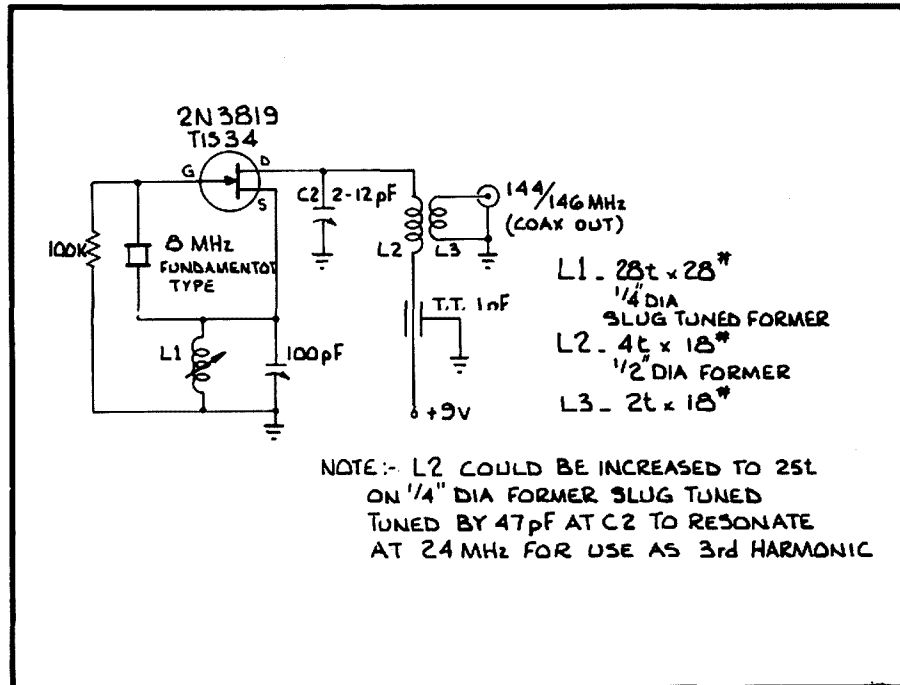 2N3819
TIS34
G
D
S
100K
8 MHz
FUNDAMENTOT
TYPE
C2 2-12pF
144/146 MHz
(COAX OUT)
L2
L3
T.T. 1nF
L1
100pF
+9v
L1 - 28t x 28#
1/4" DIA
SLUG TUNED FORMER
L2 - 4t x 18#
1/2" DIA FORMER
L3 - 2t x 18#
NOTE:- L2 COULD BE INCREASED TO 25t
ON 1/4" DIA FORMER SLUG TUNED
TUNED BY 47pF AT C2 TO RESONATE
AT 24 MHz FOR USE AS 3rd HARMONIC